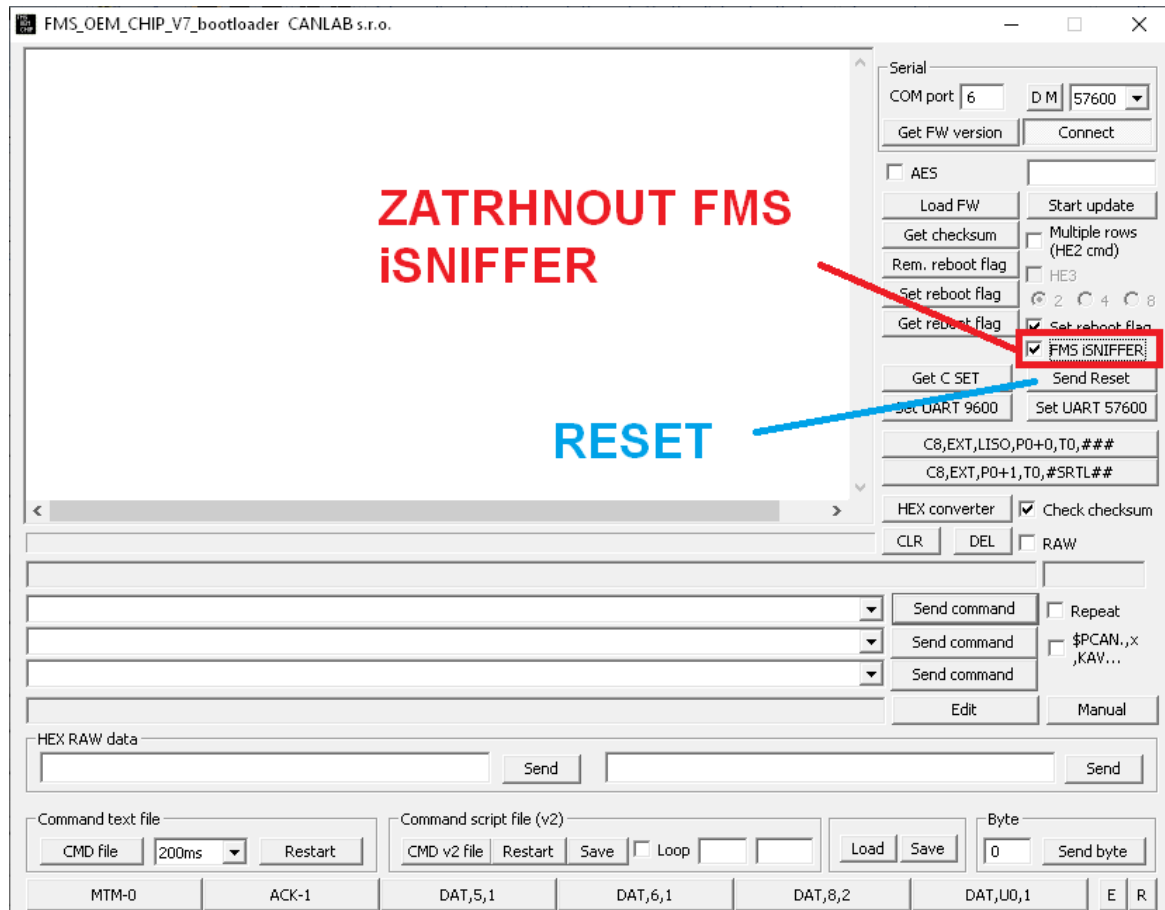 FMS_OEM_CHIP_V7_bootloader CANLAB s.r.o.
Serial
COM port 6 D M 57600
Get FW version Connect
AES
ZATRHNOUT FMS
iSNIFFER
Load FW Start update
Get checksum Multiple rows
(HE2 cmd)
Rem. reboot flag HE3
Set reboot flag 2 4 8
Get reboot flag Set reboot flag
FMS iSNIFFER
Get C SET Send Reset
Set UART 9600 Set UART 57600
RESET
C8,EXT,LISO,P0+0,T0,###
C8,EXT,P0+1,T0,#SRTL##
HEX converter Check checksum
CLR DEL RAW
Send command Repeat
Send command $PCAN.,x
,KAV...
Send command
Edit Manual
HEX RAW data
Send Send
Command text file Command script file (v2) Byte
CMD file 200ms Restart CMD v2 file Restart Save Loop Load Save 0 Send byte
MTM-0 ACK-1 DAT,5,1 DAT,6,1 DAT,8,2 DAT,U0,1 E R